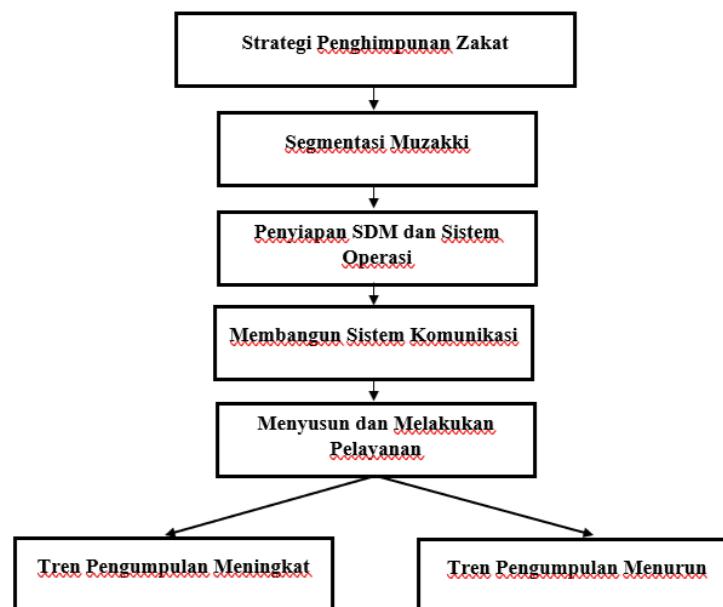 Strategi Penghimpunan Zakat
Segmentasi Muzakki
Penyiapan SDM dan Sistem
Operasi
Membangun Sistem Komunikasi
Menyusun dan Melakukan
Pelayanan
Tren Pengumpulan Meningkat
Tren Pengumpulan Menurun